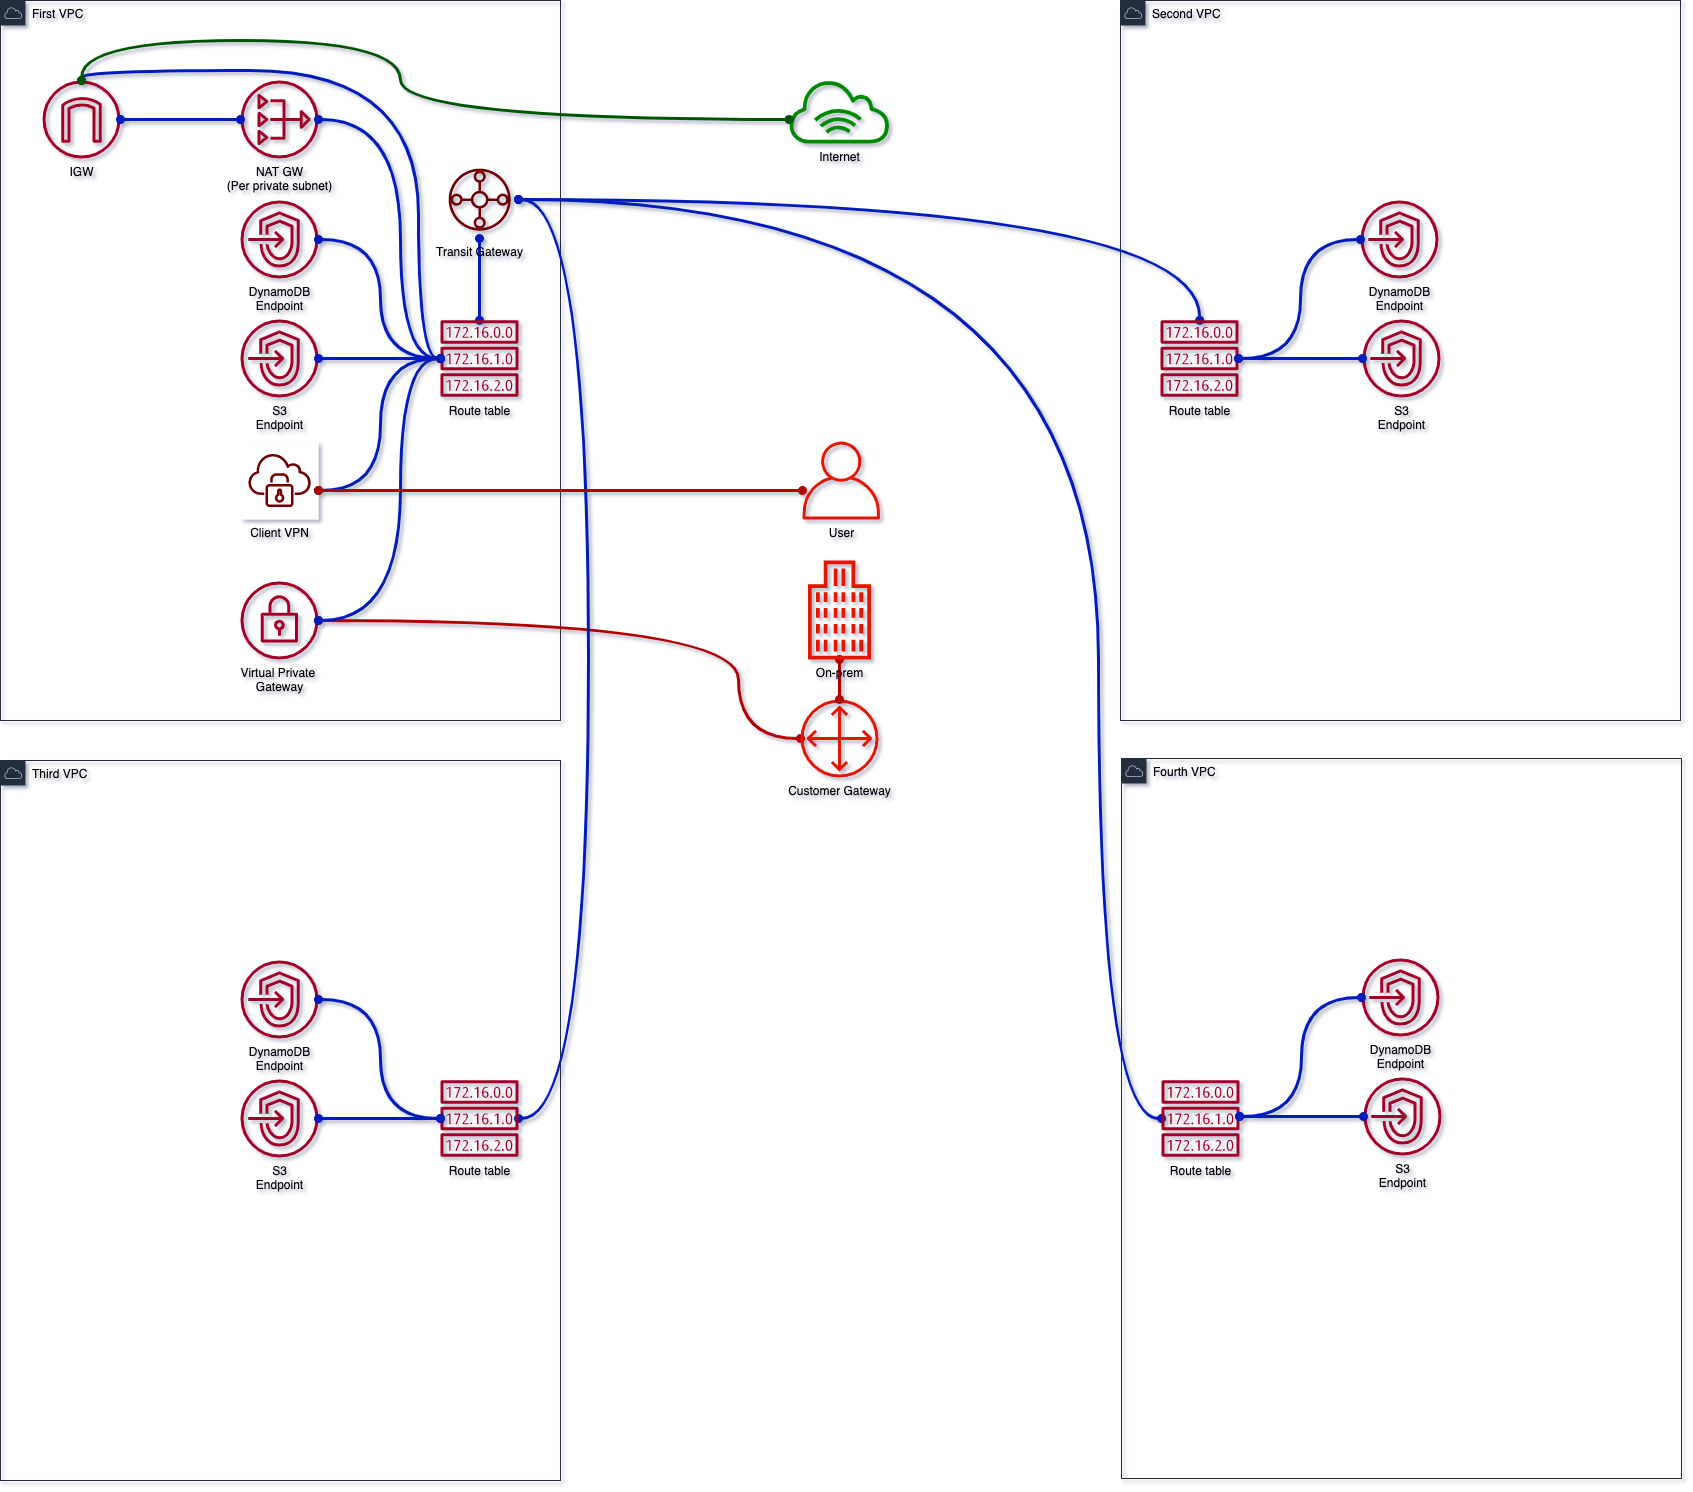 First VPC
IGW
NAT GW
(Per private subnet)
DynamoDB
Endpoint
S3
Endpoint
Client VPN
Virtual Private
Gateway
Transit Gateway
172.16.0.0
172.16.1.0
172.16.2.0
Route table
Internet
User
On-prem
Customer Gateway
Second VPC
172.16.0.0
172.16.1.0
172.16.2.0
Route table
DynamoDB
Endpoint
S3
Endpoint
Third VPC
DynamoDB
Endpoint
S3
Endpoint
172.16.0.0
172.16.1.0
172.16.2.0
Route table
Fourth VPC
172.16.0.0
172.16.1.0
172.16.2.0
Route table
DynamoDB
Endpoint
S3
Endpoint